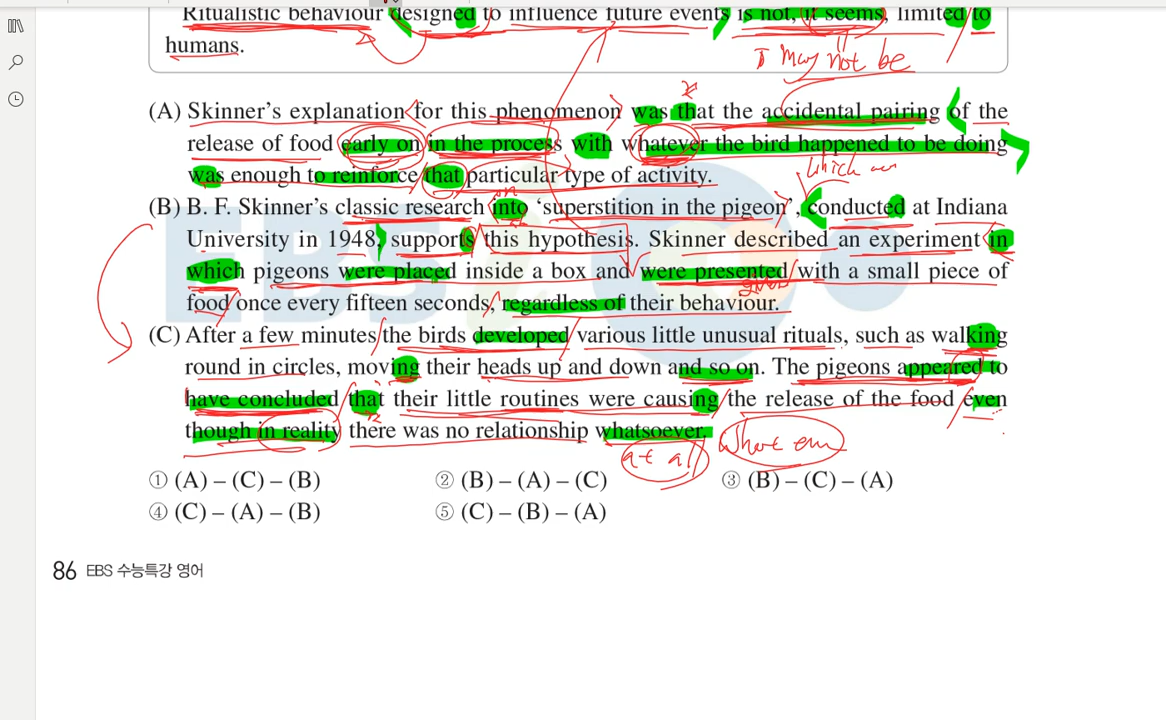 Ritualistic behaviour designed to influence future events is not, it seems, limited to
humans.
I may not be
(A) Skinner's explanation for this phenomenon was that the accidental pairing of the
release of food early on in the process with whatever the bird happened to be doing
was enough to reinforce that particular type of activity.
which
(B) B. F. Skinner's classic research into 'superstition in the pigeon', conducted at Indiana
on
University in 1948, supports this hypothesis. Skinner described an experiment in
which pigeons were placed inside a box and were presented with a small piece of
food once every fifteen seconds, regardless of their behaviour.
(C) After a few minutes the birds developed various little unusual rituals, such as walking
round in circles, moving their heads up and down and so on. The pigeons appeared to
have concluded that their little routines were causing the release of the food even
though in reality there was no relationship whatsoever.
at all
① (A) – (C) – (B) ② (B) – (A) – (C) ③ (B) – (C) – (A)
④ (C) – (A) – (B) ⑤ (C) – (B) – (A)
86 EBS 수능특강 영어
EBS